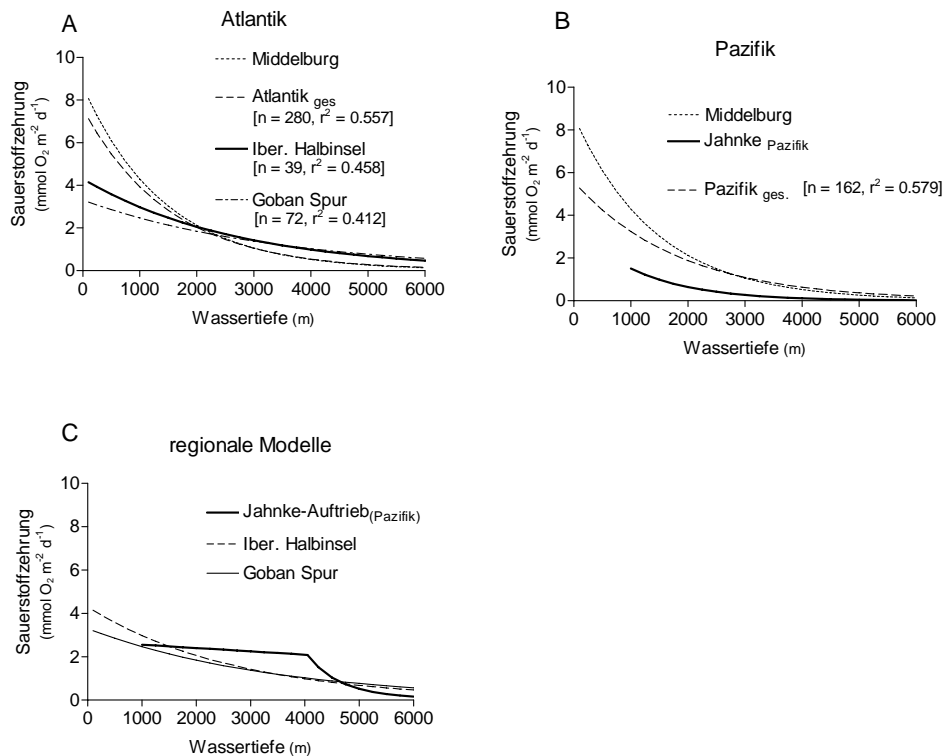 A
Atlantik
Sauerstoffzehrung
(mmol O₂ m⁻² d⁻¹)
10
8
6
4
2
0
Middelburg
Atlantik ges
[n = 280, r² = 0.557]
Iber. Halbinsel
[n = 39, r² = 0.458]
Goban Spur
[n = 72, r² = 0.412]
0 1000 2000 3000 4000 5000 6000
Wassertiefe (m)
B
Pazifik
Sauerstoffzehrung
(mmol O₂ m⁻² d⁻¹)
10
8
6
4
2
0
Middelburg
Jahnke Pazifik
Pazifik ges. [n = 162, r² = 0.579]
0 1000 2000 3000 4000 5000 6000
Wassertiefe (m)
C
regionale Modelle
Sauerstoffzehrung
(mmol O₂ m⁻² d⁻¹)
10
8
6
4
2
0
Jahnke-Auftrieb(Pazifik)
Iber. Halbinsel
Goban Spur
0 1000 2000 3000 4000 5000 6000
Wassertiefe (m)